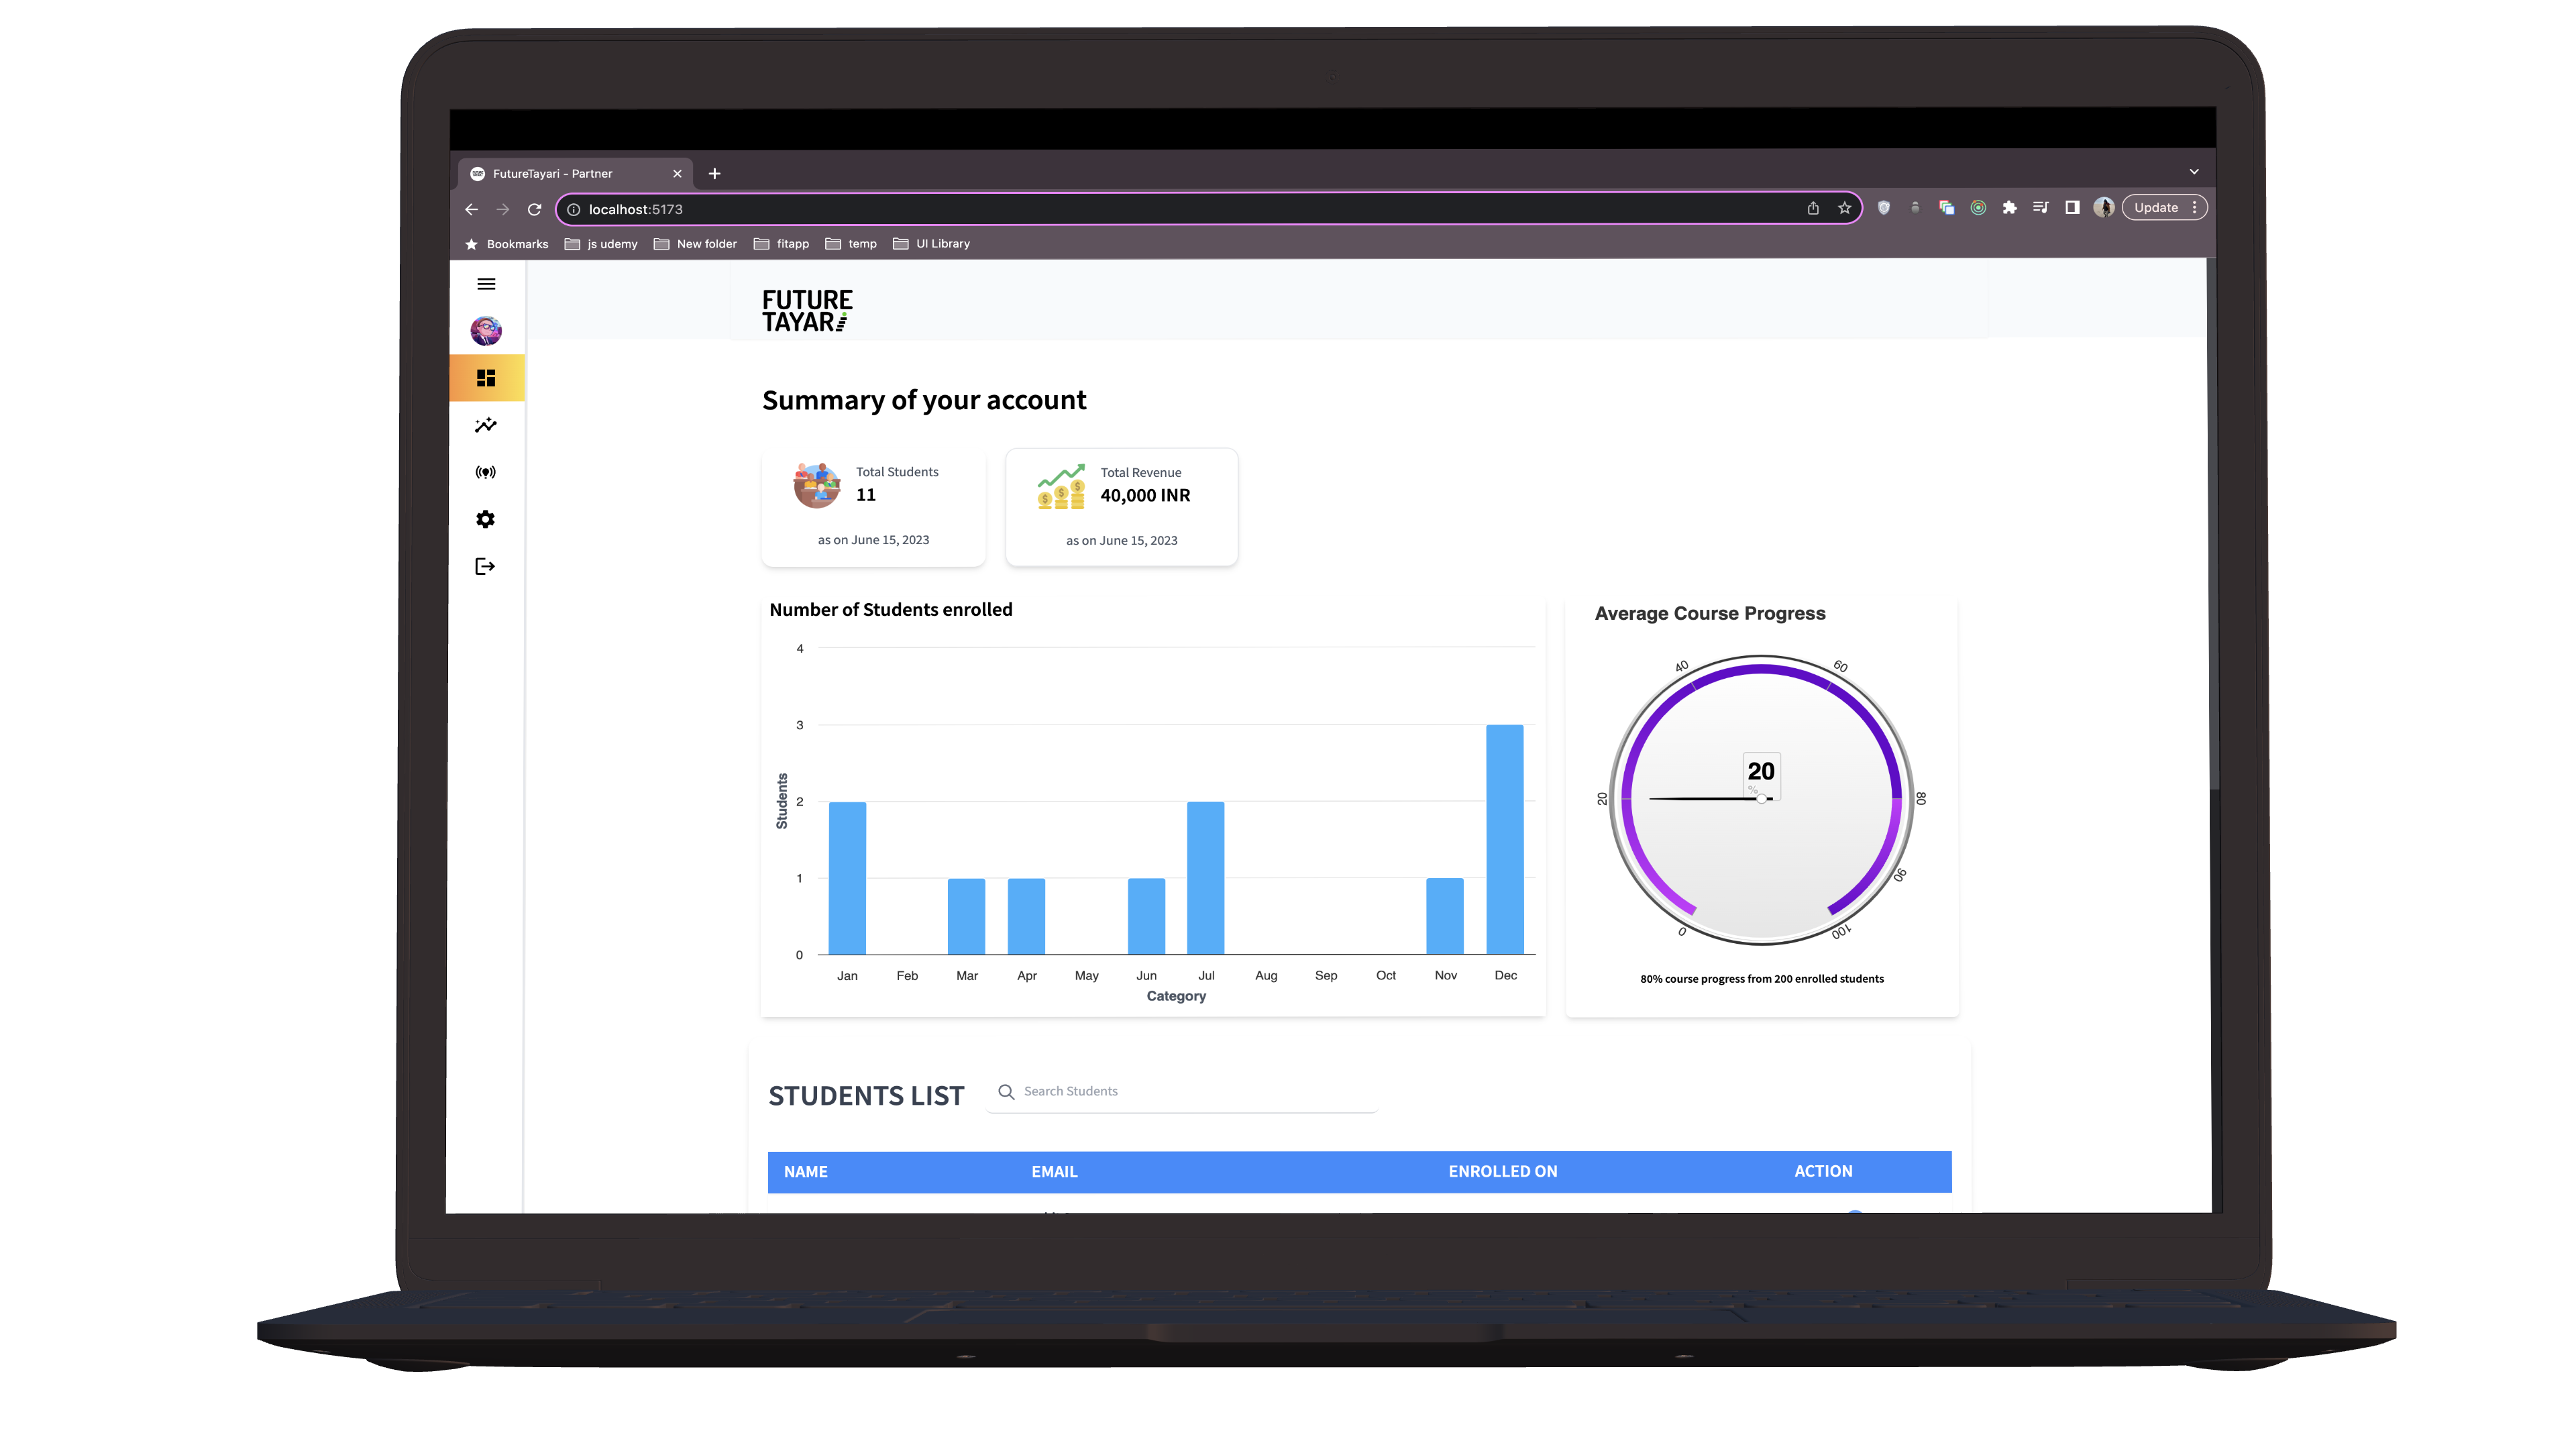 FutureTayari - Partner
localhost:5173
Update
Bookmarks js udemy New folder fitapp temp UI Library
FUTURE
TAYARi
Summary of your account
Total Students
11
as on June 15, 2023
Total Revenue
40,000 INR
as on June 15, 2023
Number of Students enrolled
4
3
2
1
0
Students
Jan Feb Mar Apr May Jun Jul Aug Sep Oct Nov Dec
Category
Average Course Progress
0
20
40
60
80
90
100
20
%
80% course progress from 200 enrolled students
STUDENTS LIST
Search Students
NAME EMAIL ENROLLED ON ACTION